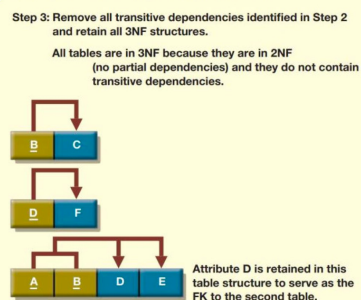 Step 3: Remove all transitive dependencies identified in Step 2
and retain all 3NF structures.
All tables are in 3NF because they are in 2NF
(no partial dependencies) and they do not contain
transitive dependencies.
B C
D F
A B D E
Attribute D is retained in this
table structure to serve as the
FK to the second table.